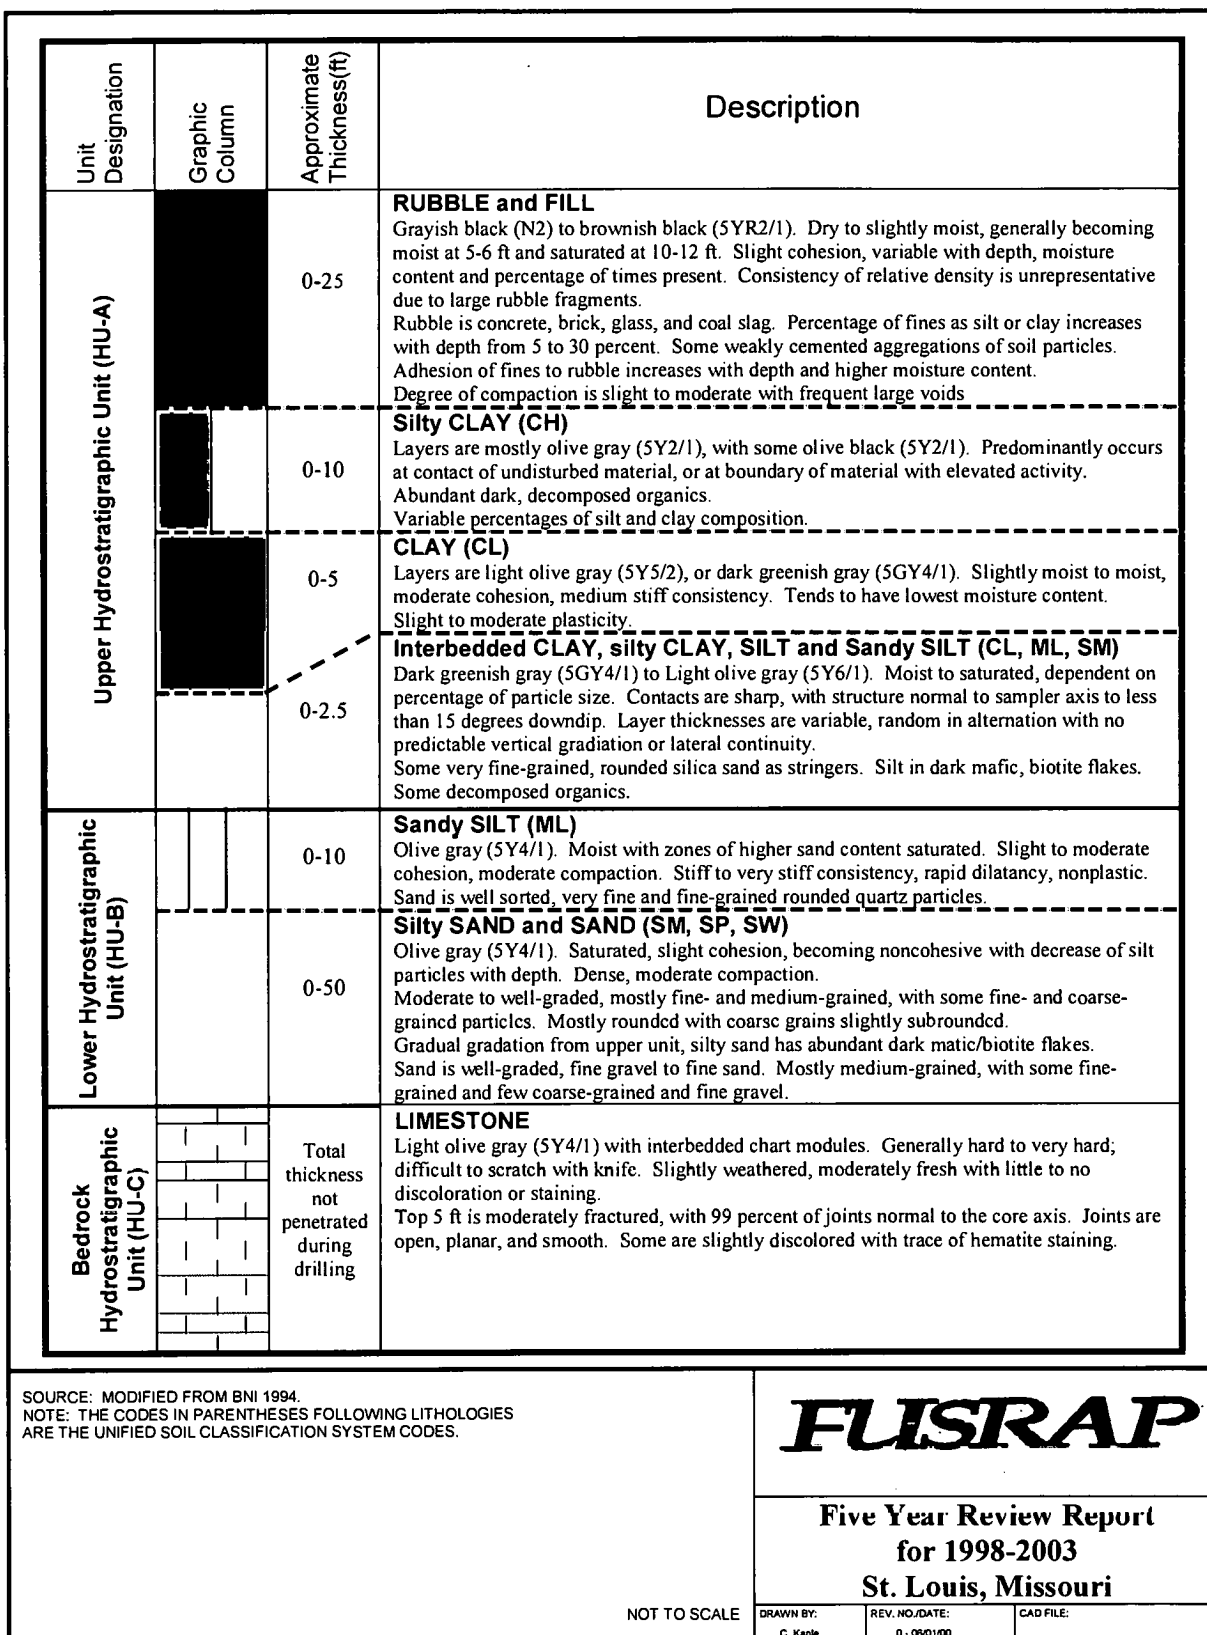 Unit
Designation
Graphic
Column
Approximate
Thickness(ft)
Description
Upper Hydrostratigraphic Unit (HU-A)
0-25
RUBBLE and FILL
Grayish black (N2) to brownish black (5YR2/1). Dry to slightly moist, generally becoming
moist at 5-6 ft and saturated at 10-12 ft. Slight cohesion, variable with depth, moisture
content and percentage of times present. Consistency of relative density is unrepresentative
due to large rubble fragments.
Rubble is concrete, brick, glass, and coal slag. Percentage of fines as silt or clay increases
with depth from 5 to 30 percent. Some weakly cemented aggregations of soil particles.
Adhesion of fines to rubble increases with depth and higher moisture content.
Degree of compaction is slight to moderate with frequent large voids
0-10
Silty CLAY (CH)
Layers are mostly olive gray (5Y2/1), with some olive black (5Y2/1). Predominantly occurs
at contact of undisturbed material, or at boundary of material with elevated activity.
Abundant dark, decomposed organics.
Variable percentages of silt and clay composition.
0-5
CLAY (CL)
Layers are light olive gray (5Y5/2), or dark greenish gray (5GY4/1). Slightly moist to moist,
moderate cohesion, medium stiff consistency. Tends to have lowest moisture content.
Slight to moderate plasticity.
0-2.5
Interbedded CLAY, silty CLAY, SILT and Sandy SILT (CL, ML, SM)
Dark greenish gray (5GY4/1) to Light olive gray (5Y6/1). Moist to saturated, dependent on
percentage of particle size. Contacts are sharp, with structure normal to sampler axis to less
than 15 degrees downdip. Layer thicknesses are variable, random in alternation with no
predictable vertical gradiation or lateral continuity.
Some very fine-grained, rounded silica sand as stringers. Silt in dark mafic, biotite flakes.
Some decomposed organics.
Lower Hydrostratigraphic
Unit (HU-B)
0-10
Sandy SILT (ML)
Olive gray (5Y4/1). Moist with zones of higher sand content saturated. Slight to moderate
cohesion, moderate compaction. Stiff to very stiff consistency, rapid dilatancy, nonplastic.
Sand is well sorted, very fine and fine-grained rounded quartz particles.
0-50
Silty SAND and SAND (SM, SP, SW)
Olive gray (5Y4/1). Saturated, slight cohesion, becoming noncohesive with decrease of silt
particles with depth. Dense, moderate compaction.
Moderate to well-graded, mostly fine- and medium-grained, with some fine- and coarse-
grained particles. Mostly rounded with coarse grains slightly subrounded.
Gradual gradation from upper unit, silty sand has abundant dark matic/biotite flakes.
Sand is well-graded, fine gravel to fine sand. Mostly medium-grained, with some fine-
grained and few coarse-grained and fine gravel.
Bedrock
Hydrostratigraphic
Unit (HU-C)
Total
thickness
not
penetrated
during
drilling
LIMESTONE
Light olive gray (5Y4/1) with interbedded chart modules. Generally hard to very hard;
difficult to scratch with knife. Slightly weathered, moderately fresh with little to no
discoloration or staining.
Top 5 ft is moderately fractured, with 99 percent of joints normal to the core axis. Joints are
open, planar, and smooth. Some are slightly discolored with trace of hematite staining.
SOURCE: MODIFIED FROM BNI 1994.
NOTE: THE CODES IN PARENTHESES FOLLOWING LITHOLOGIES
ARE THE UNIFIED SOIL CLASSIFICATION SYSTEM CODES.
FUSRAP
Five Year Review Report
for 1998-2003
St. Louis, Missouri
NOT TO SCALE
DRAWN BY:
REV. NO./DATE:
CAD FILE:
C.
0 - 06/01/00